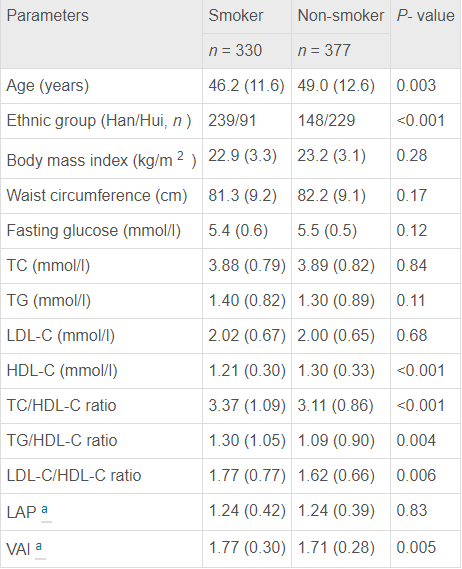 Parameters Smoker Non-smoker P- value
n = 330 n = 377
Age (years) 46.2 (11.6) 49.0 (12.6) 0.003
Ethnic group (Han/Hui, n ) 239/91 148/229 <0.001
Body mass index (kg/m 2 ) 22.9 (3.3) 23.2 (3.1) 0.28
Waist circumference (cm) 81.3 (9.2) 82.2 (9.1) 0.17
Fasting glucose (mmol/l) 5.4 (0.6) 5.5 (0.5) 0.12
TC (mmol/l) 3.88 (0.79) 3.89 (0.82) 0.84
TG (mmol/l) 1.40 (0.82) 1.30 (0.89) 0.11
LDL-C (mmol/l) 2.02 (0.67) 2.00 (0.65) 0.68
HDL-C (mmol/l) 1.21 (0.30) 1.30 (0.33) <0.001
TC/HDL-C ratio 3.37 (1.09) 3.11 (0.86) <0.001
TG/HDL-C ratio 1.30 (1.05) 1.09 (0.90) 0.004
LDL-C/HDL-C ratio 1.77 (0.77) 1.62 (0.66) 0.006
LAP a 1.24 (0.42) 1.24 (0.39) 0.83
VAI a 1.77 (0.30) 1.71 (0.28) 0.005